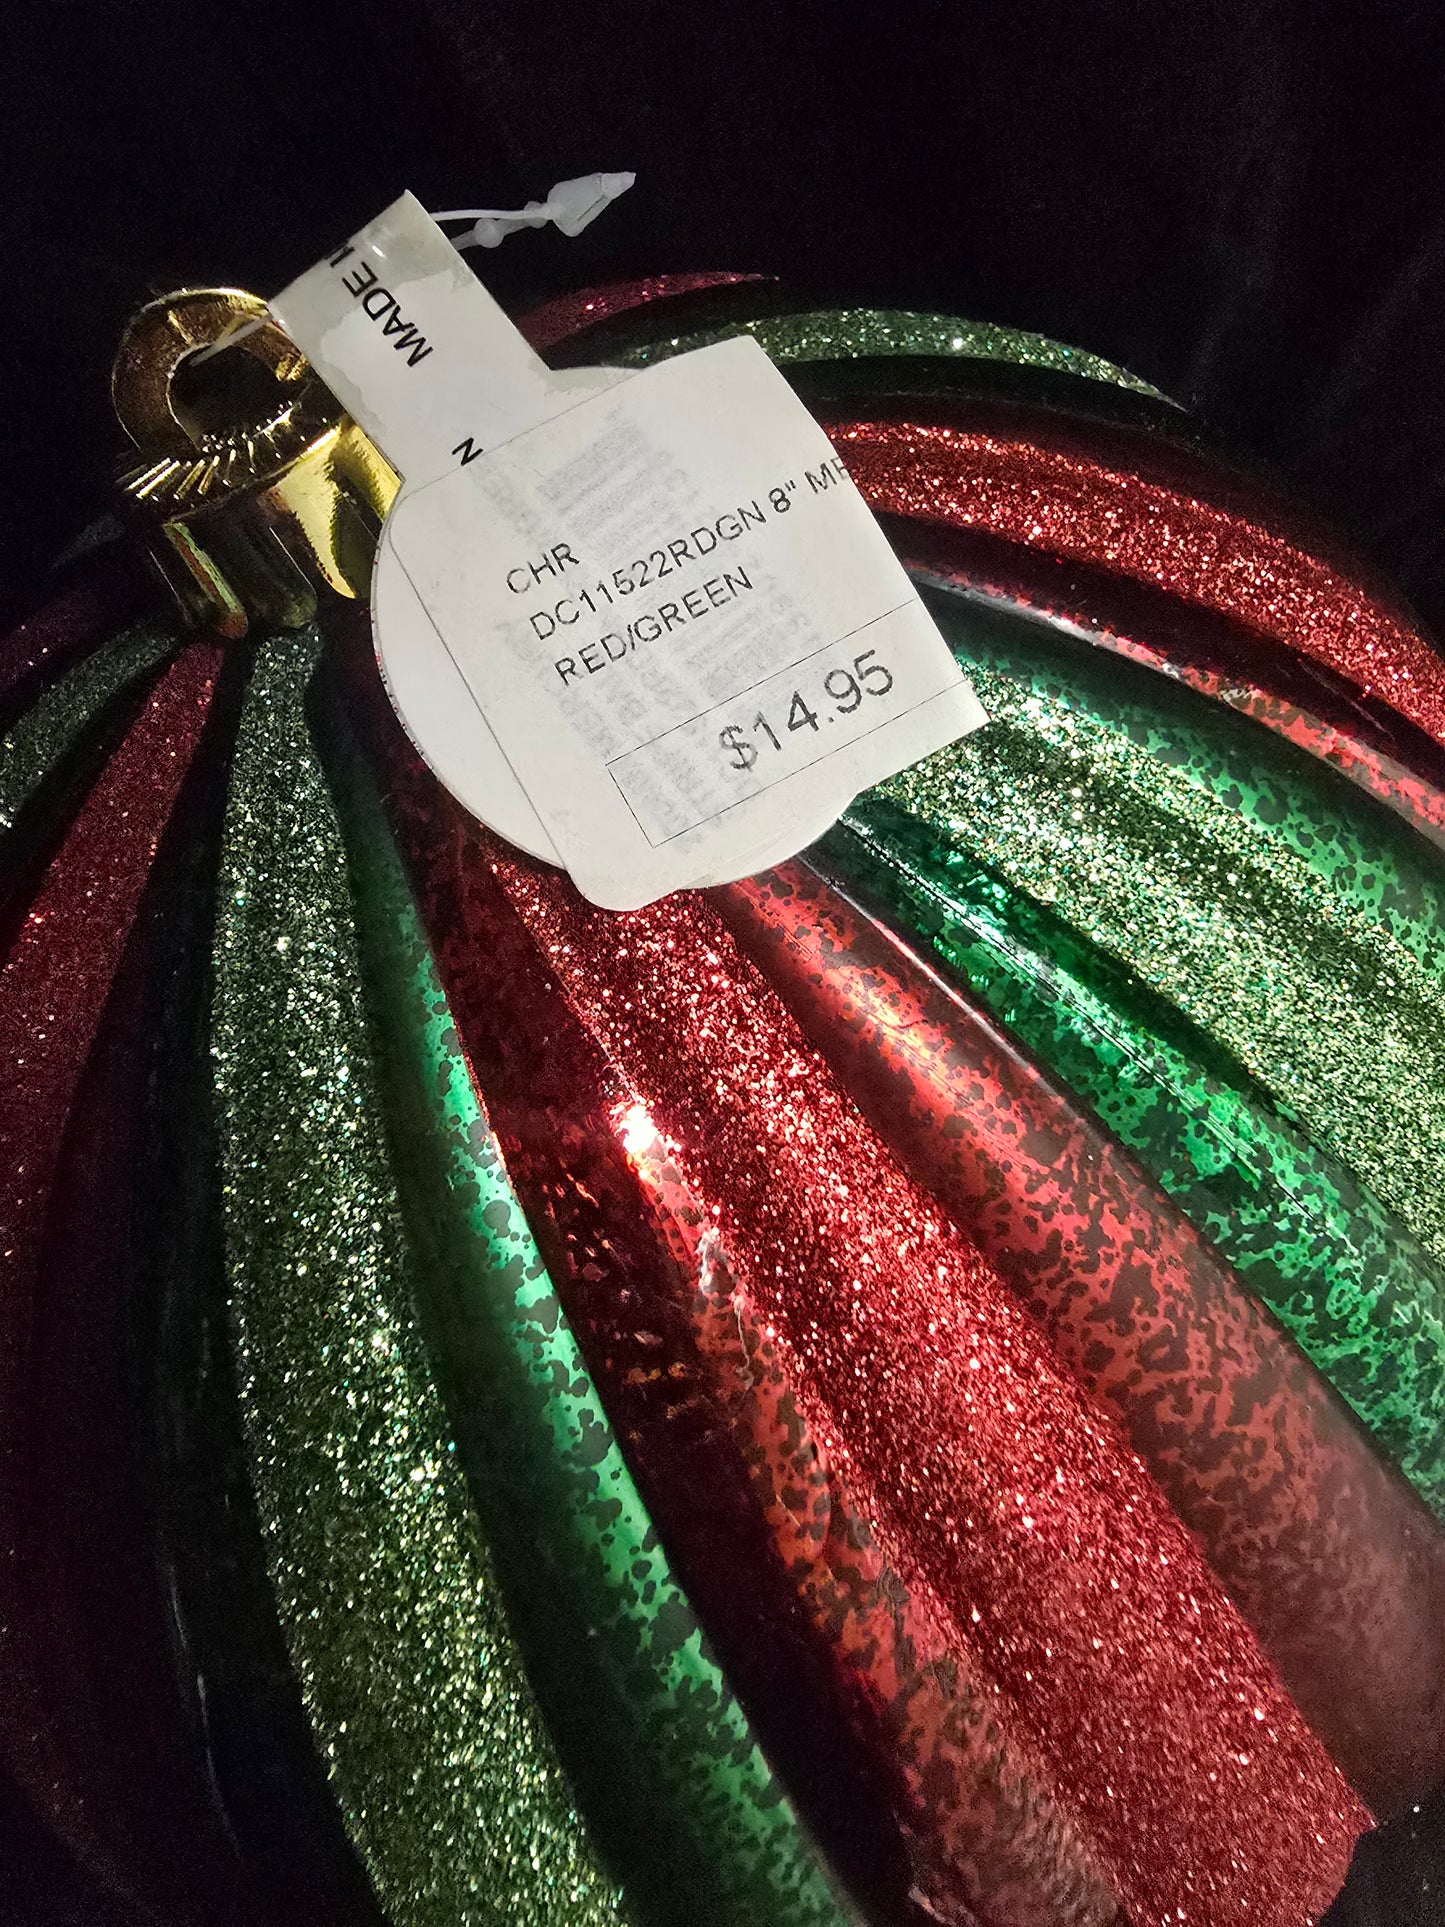 MADE
N
CHR
DC11522RDGN 8" ME
RED/GREEN
$14.95